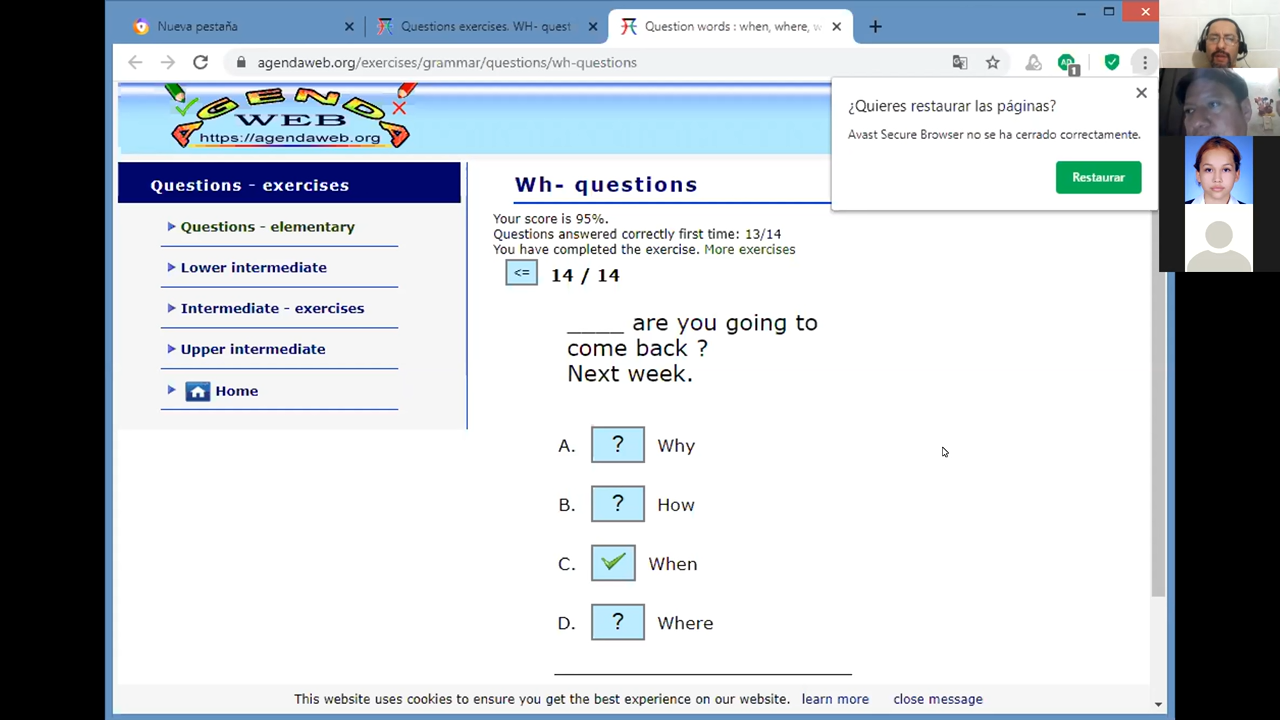 Nueva pestaña
Questions exercises. WH- quest
Question words : when, where, w
agendaweb.org/exercises/grammar/questions/wh-questions
1
¿Quieres restaurar las páginas?
Avast Secure Browser no se ha cerrado correctamente.
Restaurar
GEND
WEB
https://agendaweb.org
Questions - exercises
Questions - elementary
Lower intermediate
Intermediate - exercises
Upper intermediate
Home
Wh- questions
Your score is 95%.
Questions answered correctly first time: 13/14
You have completed the exercise. More exercises
<= 14 / 14
____ are you going to
come back ?
Next week.
A. ? Why
B. ? How
C. When
D. ? Where
This website uses cookies to ensure you get the best experience on our website. learn more close message